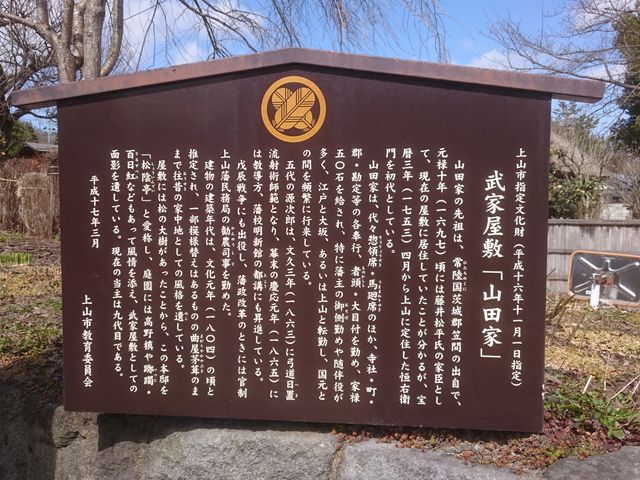 上山市指定文化財(平成十六年十一月一日指定)
武家屋敷「山田家」
山田家の先祖は、常陸国茨城郡笠間の出自で、
元禄十年(一六九七)頃には藤井松平氏の家臣とし
て、現在の屋敷に居住していたことが分かるが、宝
暦三年(一七五三)四月から上山に定住した恒右衛
門を初代としている。
山田家は、代々惣領席・馬廻席のほか、寺社・町・
郡・勘定等の各奉行、者頭・大目付を勤め、家禄
五〇石を給され、特に藩主の御側勤めや随伴役が
多く、江戸と大坂、あるいは上山と転勤し、国元と
の間を頻繁に行来している。
五代の源次郎は、文久三年(一八六三)に弓道日置
流射術師範となり、幕末の慶応元年(一八六五)に
は教導方、藩校明新館の都講にも昇進している。
戊辰戦争にも出役し、藩政改革のときには官制
上山藩民務局の勧農司事を勤めた。
建物の建築年代は、文化元年(一八〇四)の頃と
推定され、一部模様替えはあるものの曲屋茅葺のま
まで往昔の家中地としての風格を遺している。
屋敷には松の大樹があったことから、この本邸を
「松陰亭」と愛称し、庭園には高野槙や躑躅・
百日紅などもあって風情を添え、武家屋敷としての
面影を遺している。現在の当主は九代目である。
平成十七年三月
上山市教育委員会